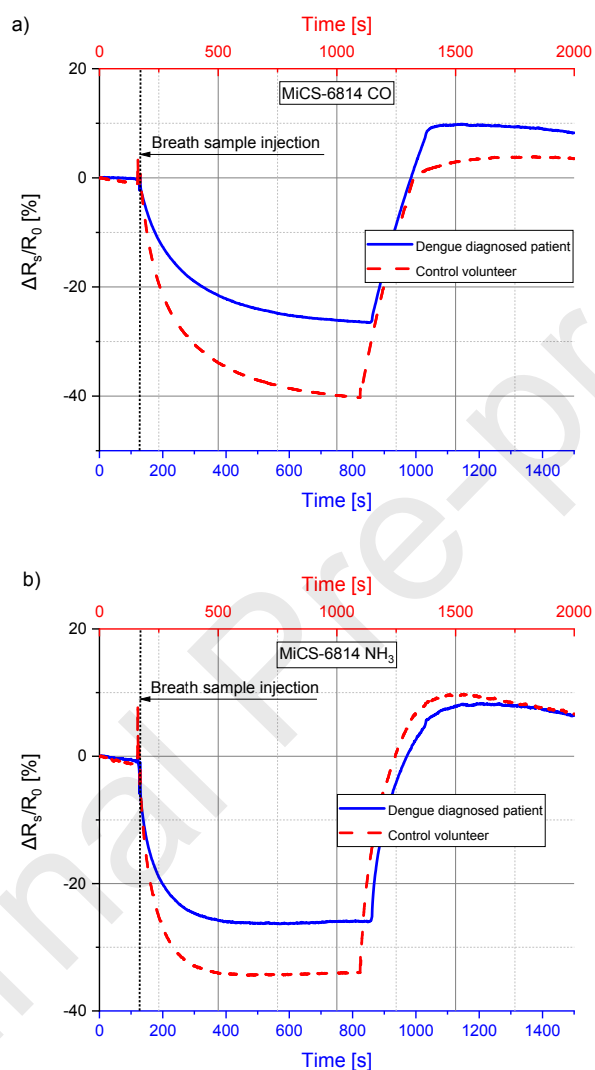 a)
Time [s]
0 500 1000 1500 2000
20
MiCS-6814 CO
Breath sample injection
0
ΔRs/R0 [%]
Dengue diagnosed patient
Control volunteer
-20
-40
0 200 400 600 800 1000 1200 1400
Time [s]
b)
Time [s]
0 500 1000 1500 2000
20
MiCS-6814 NH3
Breath sample injection
0
ΔRs/R0 [%]
Dengue diagnosed patient
Control volunteer
-20
-40
0 200 400 600 800 1000 1200 1400
Time [s]
nal Pre-pr